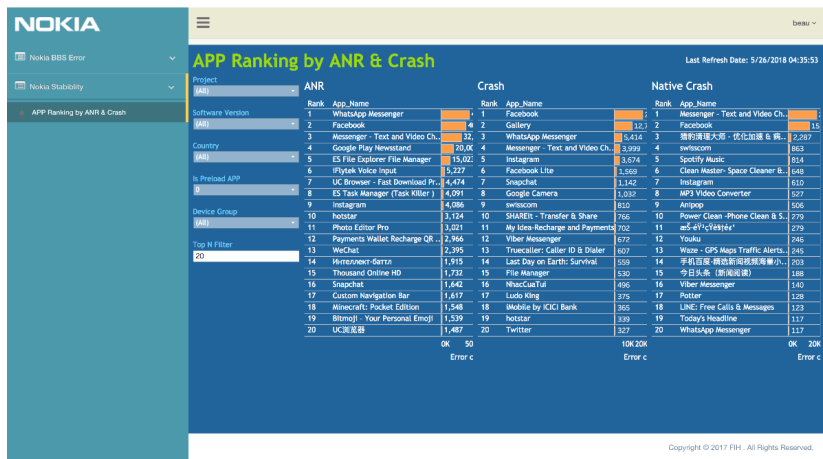 NOKIA
beau
Nokia BBS Error
Nokia Stability
APP Ranking by ANR & Crash
APP Ranking by ANR & Crash
Last Refresh Date: 5/26/2018 04:35:53
Project
(All)
Software Version
(All)
Country
(All)
Is Preload APP
0
Device Group
(All)
Top N Filter
20
ANR
Rank App_Name
1 WhatsApp Messenger
2 Facebook
3 Messenger - Text and Video Ch.. 32,
4 Google Play Newsstand 20,0
5 ES File Explorer File Manager 15,02
6 iFlytek Voice Input 5,227
7 UC Browser - Fast Download Pr.. 4,474
8 ES Task Manager (Task Killer ) 4,091
9 Instagram 4,086
10 hotstar 3,124
11 Photo Editor Pro 3,021
12 Payments Wallet Recharge QR .. 2,966
13 WeChat 2,395
14 Интеллект-баттл 1,915
15 Thousand Online HD 1,732
16 Snapchat 1,642
17 Custom Navigation Bar 1,617
18 Minecraft: Pocket Edition 1,548
19 Bitmoji - Your Personal Emoji 1,539
20 UC浏览器 1,487
0K 50
Error c
Crash
Rank App_Name
1 Facebook
2 Gallery 12,
3 WhatsApp Messenger 5,414
4 Messenger - Text and Video Ch.. 3,999
5 Instagram 3,674
6 Facebook Lite 1,569
7 Snapchat 1,142
8 Google Camera 1,032
9 swisscom 810
10 SHAREit - Transfer & Share 766
11 My Idea-Recharge and Payments 702
12 Viber Messenger 672
13 Truecaller: Caller ID & Dialer 607
14 Last Day on Earth: Survival 559
15 File Manager 530
16 NhacCuaTui 496
17 Ludo King 375
18 iMobile by ICICI Bank 365
19 hotstar 339
20 Twitter 327
10K 20K
Error c
Native Crash
Rank App_Name
1 Messenger - Text and Video Ch..
2 Facebook 15
3 猎豹清理大师 - 优化加速 & 病.. 2,287
4 swisscom 863
5 Spotify Music 814
6 Clean Master- Space Cleaner &.. 648
7 Instagram 610
8 MP3 Video Converter 527
9 Anipop 506
10 Power Clean -Phone Clean & S.. 279
11 279
12 Youku 246
13 Waze - GPS Maps Traffic Alerts.. 245
14 手机百度-精选新闻视频海量小.. 203
15 今日头条（新闻阅读） 188
16 Viber Messenger 140
17 Potter 128
18 LINE: Free Calls & Messages 123
19 Today's Headline 117
20 WhatsApp Messenger 117
0K 20K
Error c
Copyright © 2017 FIH . All Rights Reserved.